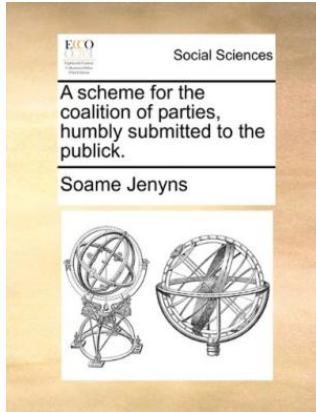 ECCO
Social Sciences
A scheme for the
coalition of parties,
humbly submitted to the
publick.
Soame Jenyns